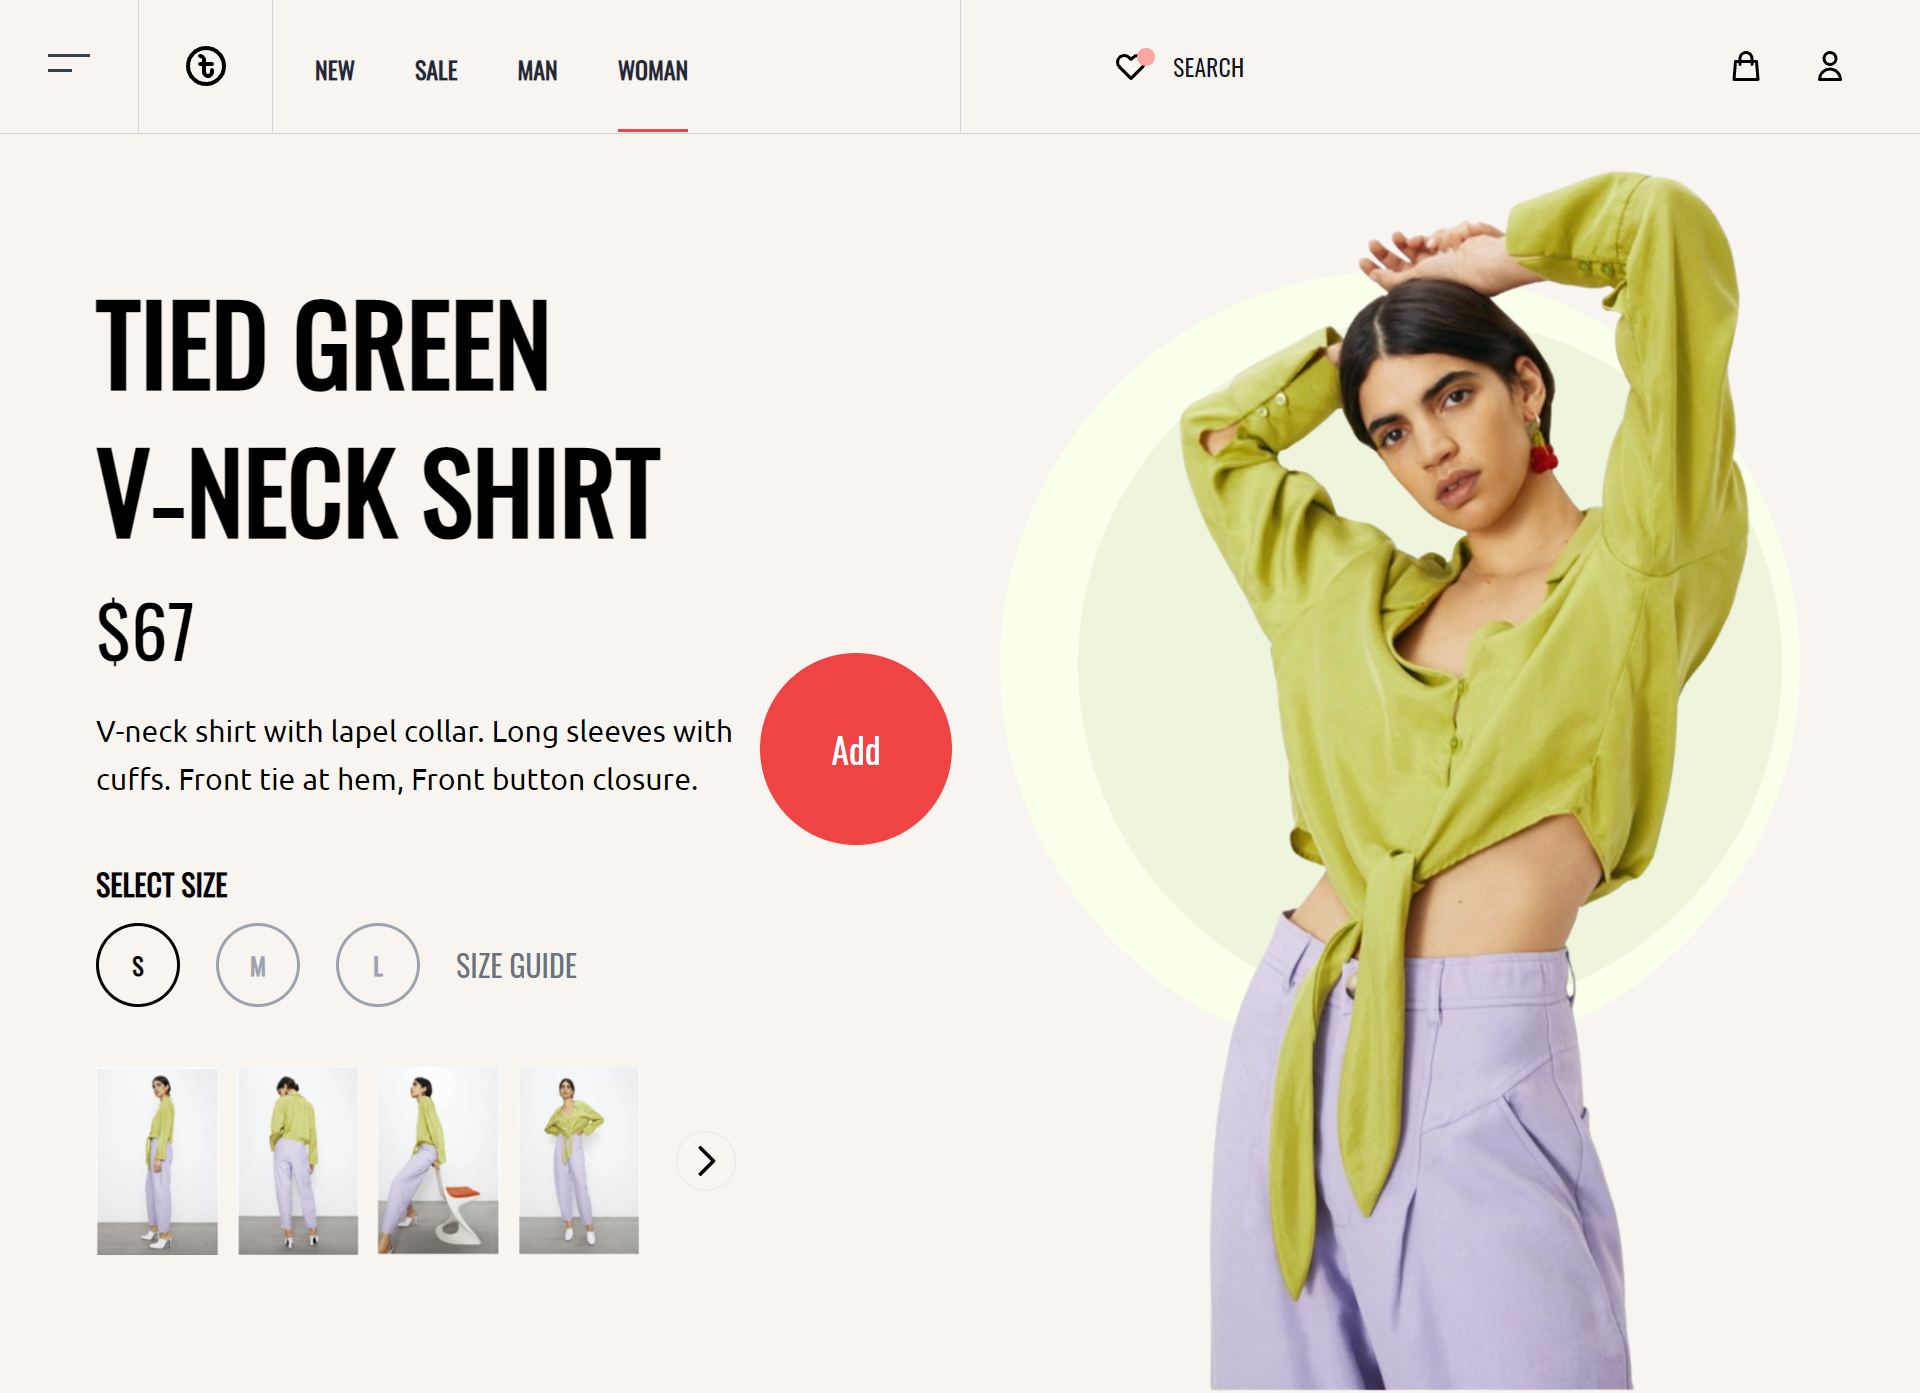 NEW SALE MAN WOMAN SEARCH
TIED GREEN
V-NECK SHIRT
$67
V-neck shirt with lapel collar. Long sleeves with
cuffs. Front tie at hem, Front button closure.
Add
SELECT SIZE
S M L SIZE GUIDE